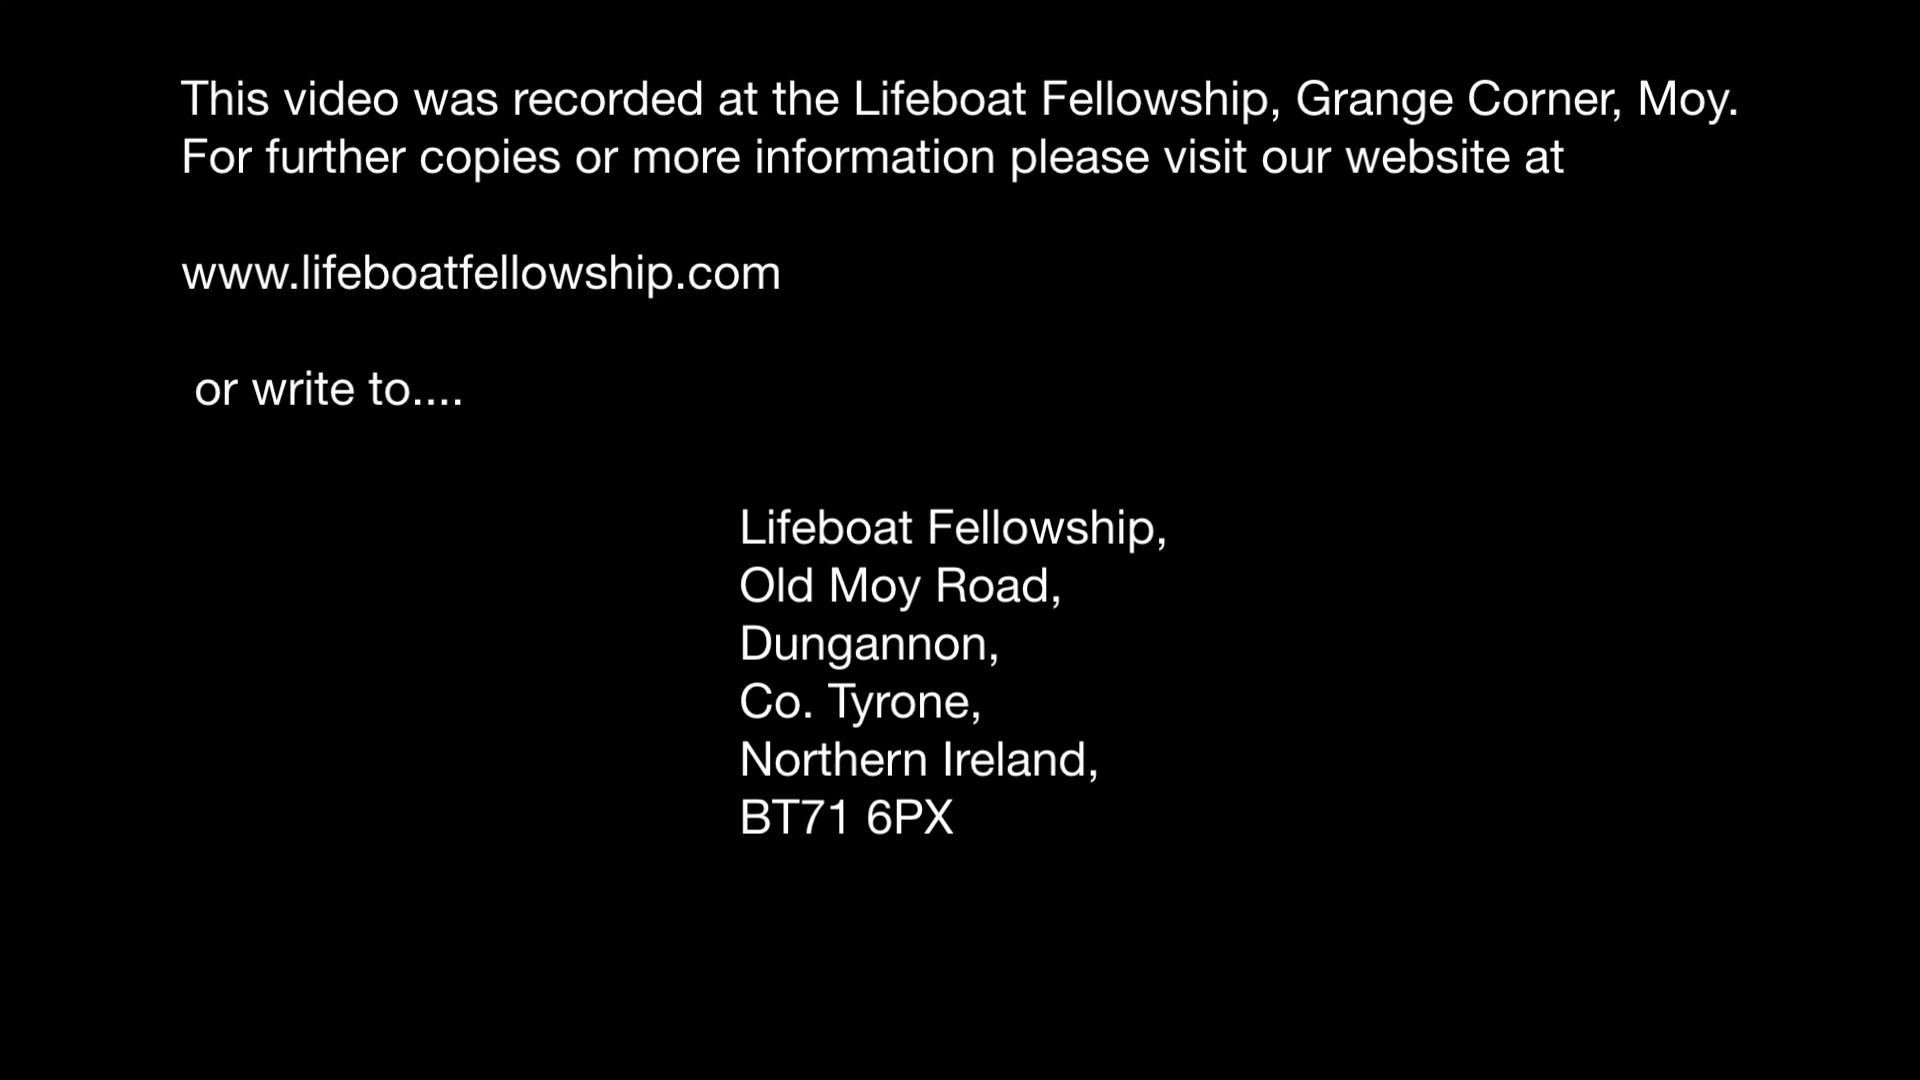 This video was recorded at the Lifeboat Fellowship, Grange Corner, Moy.
For further copies or more information please visit our website at
www.lifeboatfellowship.com
or write to....
Lifeboat Fellowship,
Old Moy Road,
Dungannon,
Co. Tyrone,
Northern Ireland,
BT71 6PX